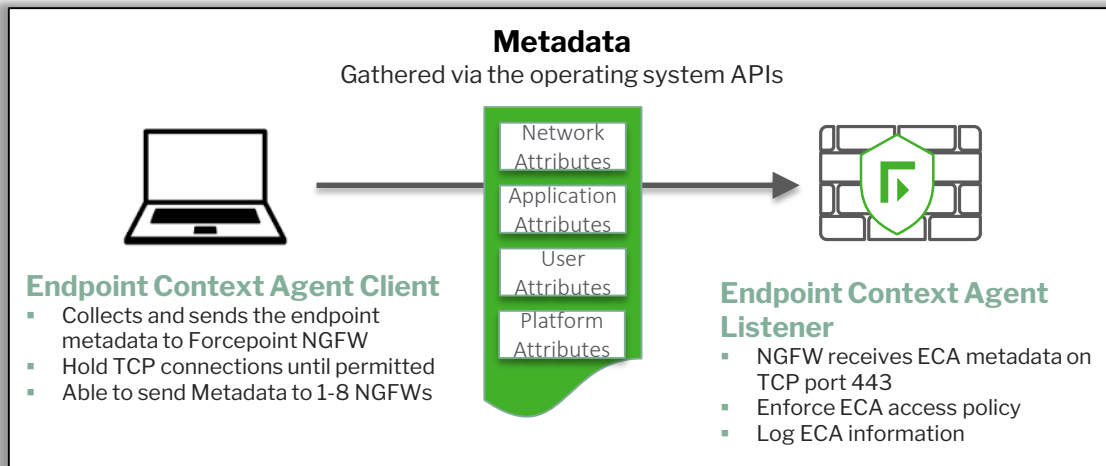 Metadata
Gathered via the operating system APIs
Network
Attributes
Application
Attributes
User
Attributes
Platform
Attributes
Endpoint Context Agent Client
▪ Collects and sends the endpoint
metadata to Forcepoint NGFW
▪ Hold TCP connections until permitted
▪ Able to send Metadata to 1-8 NGFWs
Endpoint Context Agent
Listener
▪ NGFW receives ECA metadata on
TCP port 443
▪ Enforce ECA access policy
▪ Log ECA information